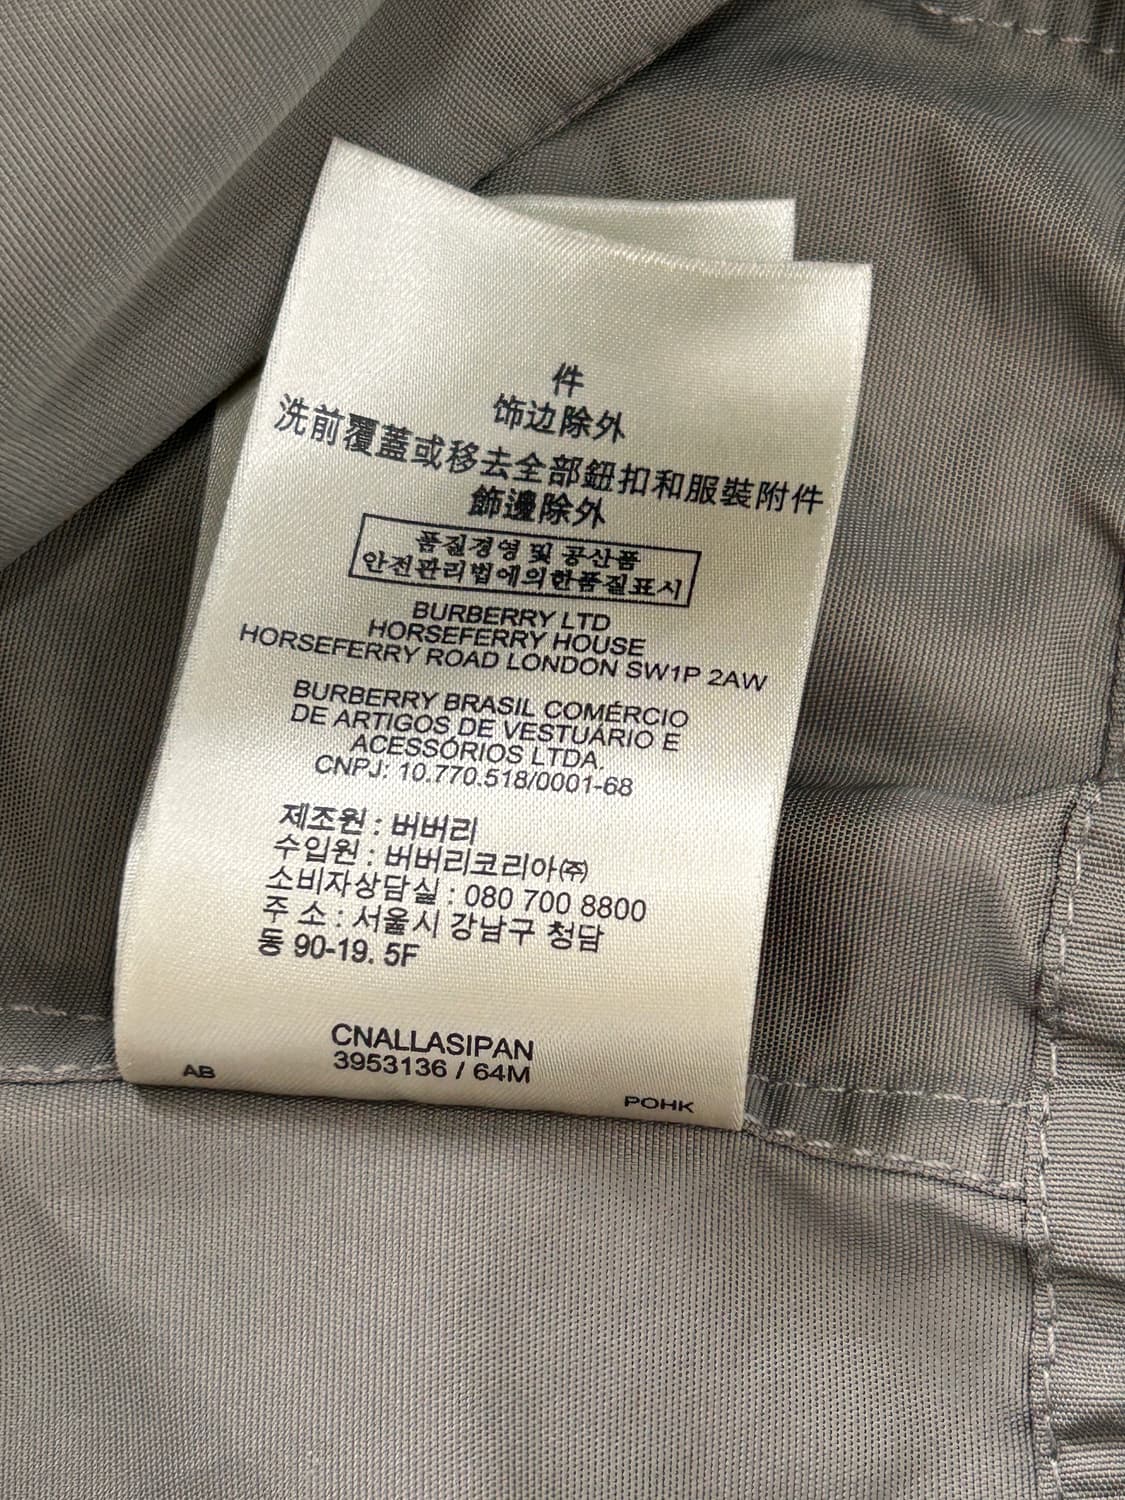 件
饰边除外
洗前覆蓋或移去全部鈕扣和服裝附件
飾邊除外
품질경영 및 공산품
안전관리법에의한품질표시
BURBERRY LTD
HORSEFERRY HOUSE
HORSEFERRY ROAD LONDON SW1P 2AW
BURBERRY BRASIL COMÉRCIO
DE ARTIGOS DE VESTUÁRIO E
ACESSÓRIOS LTDA.
CNPJ: 10.770.518/0001-68
제조원 : 버버리
수입원 : 버버리코리아㈜
소비자상담실 : 080 700 8800
주 소 : 서울시 강남구 청담
동 90-19. 5F
CNALLASIPAN
3953136 / 64M
AB
POHK